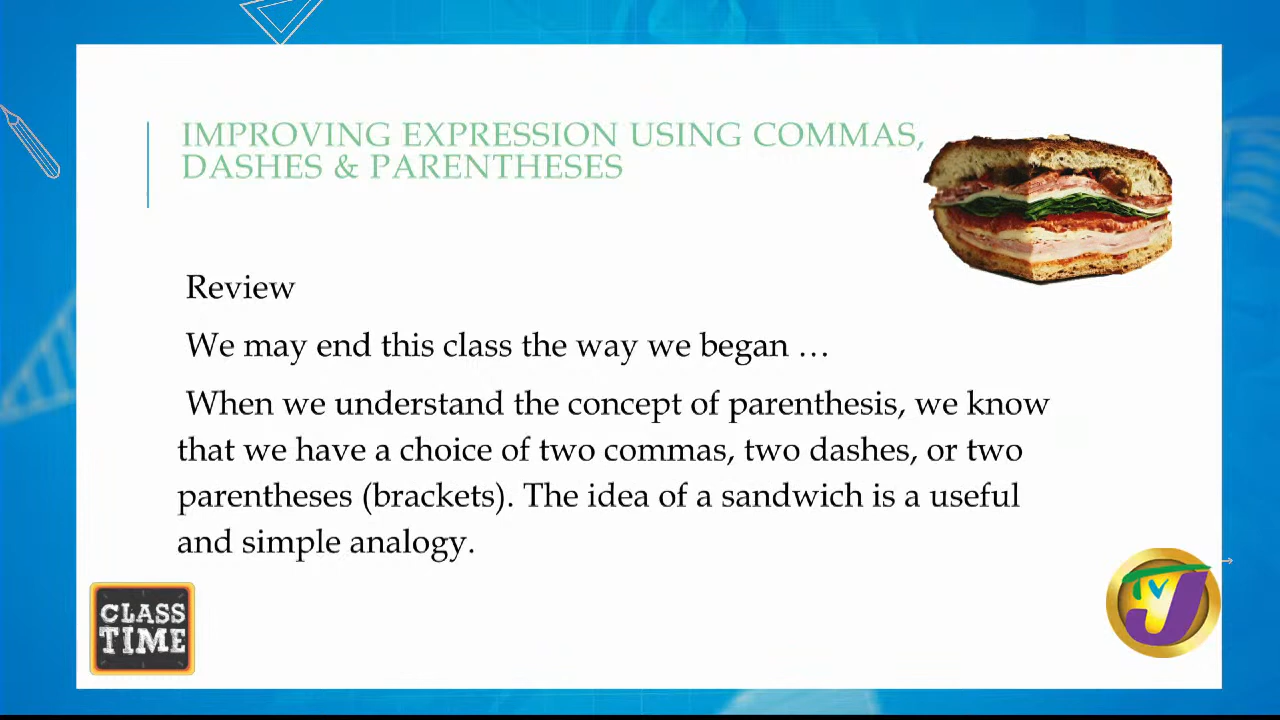 IMPROVING EXPRESSION USING COMMAS,
DASHES & PARENTHESES
Review
We may end this class the way we began …
When we understand the concept of parenthesis, we know
that we have a choice of two commas, two dashes, or two
parentheses (brackets). The idea of a sandwich is a useful
and simple analogy.
CLASS
TIME
TVJ